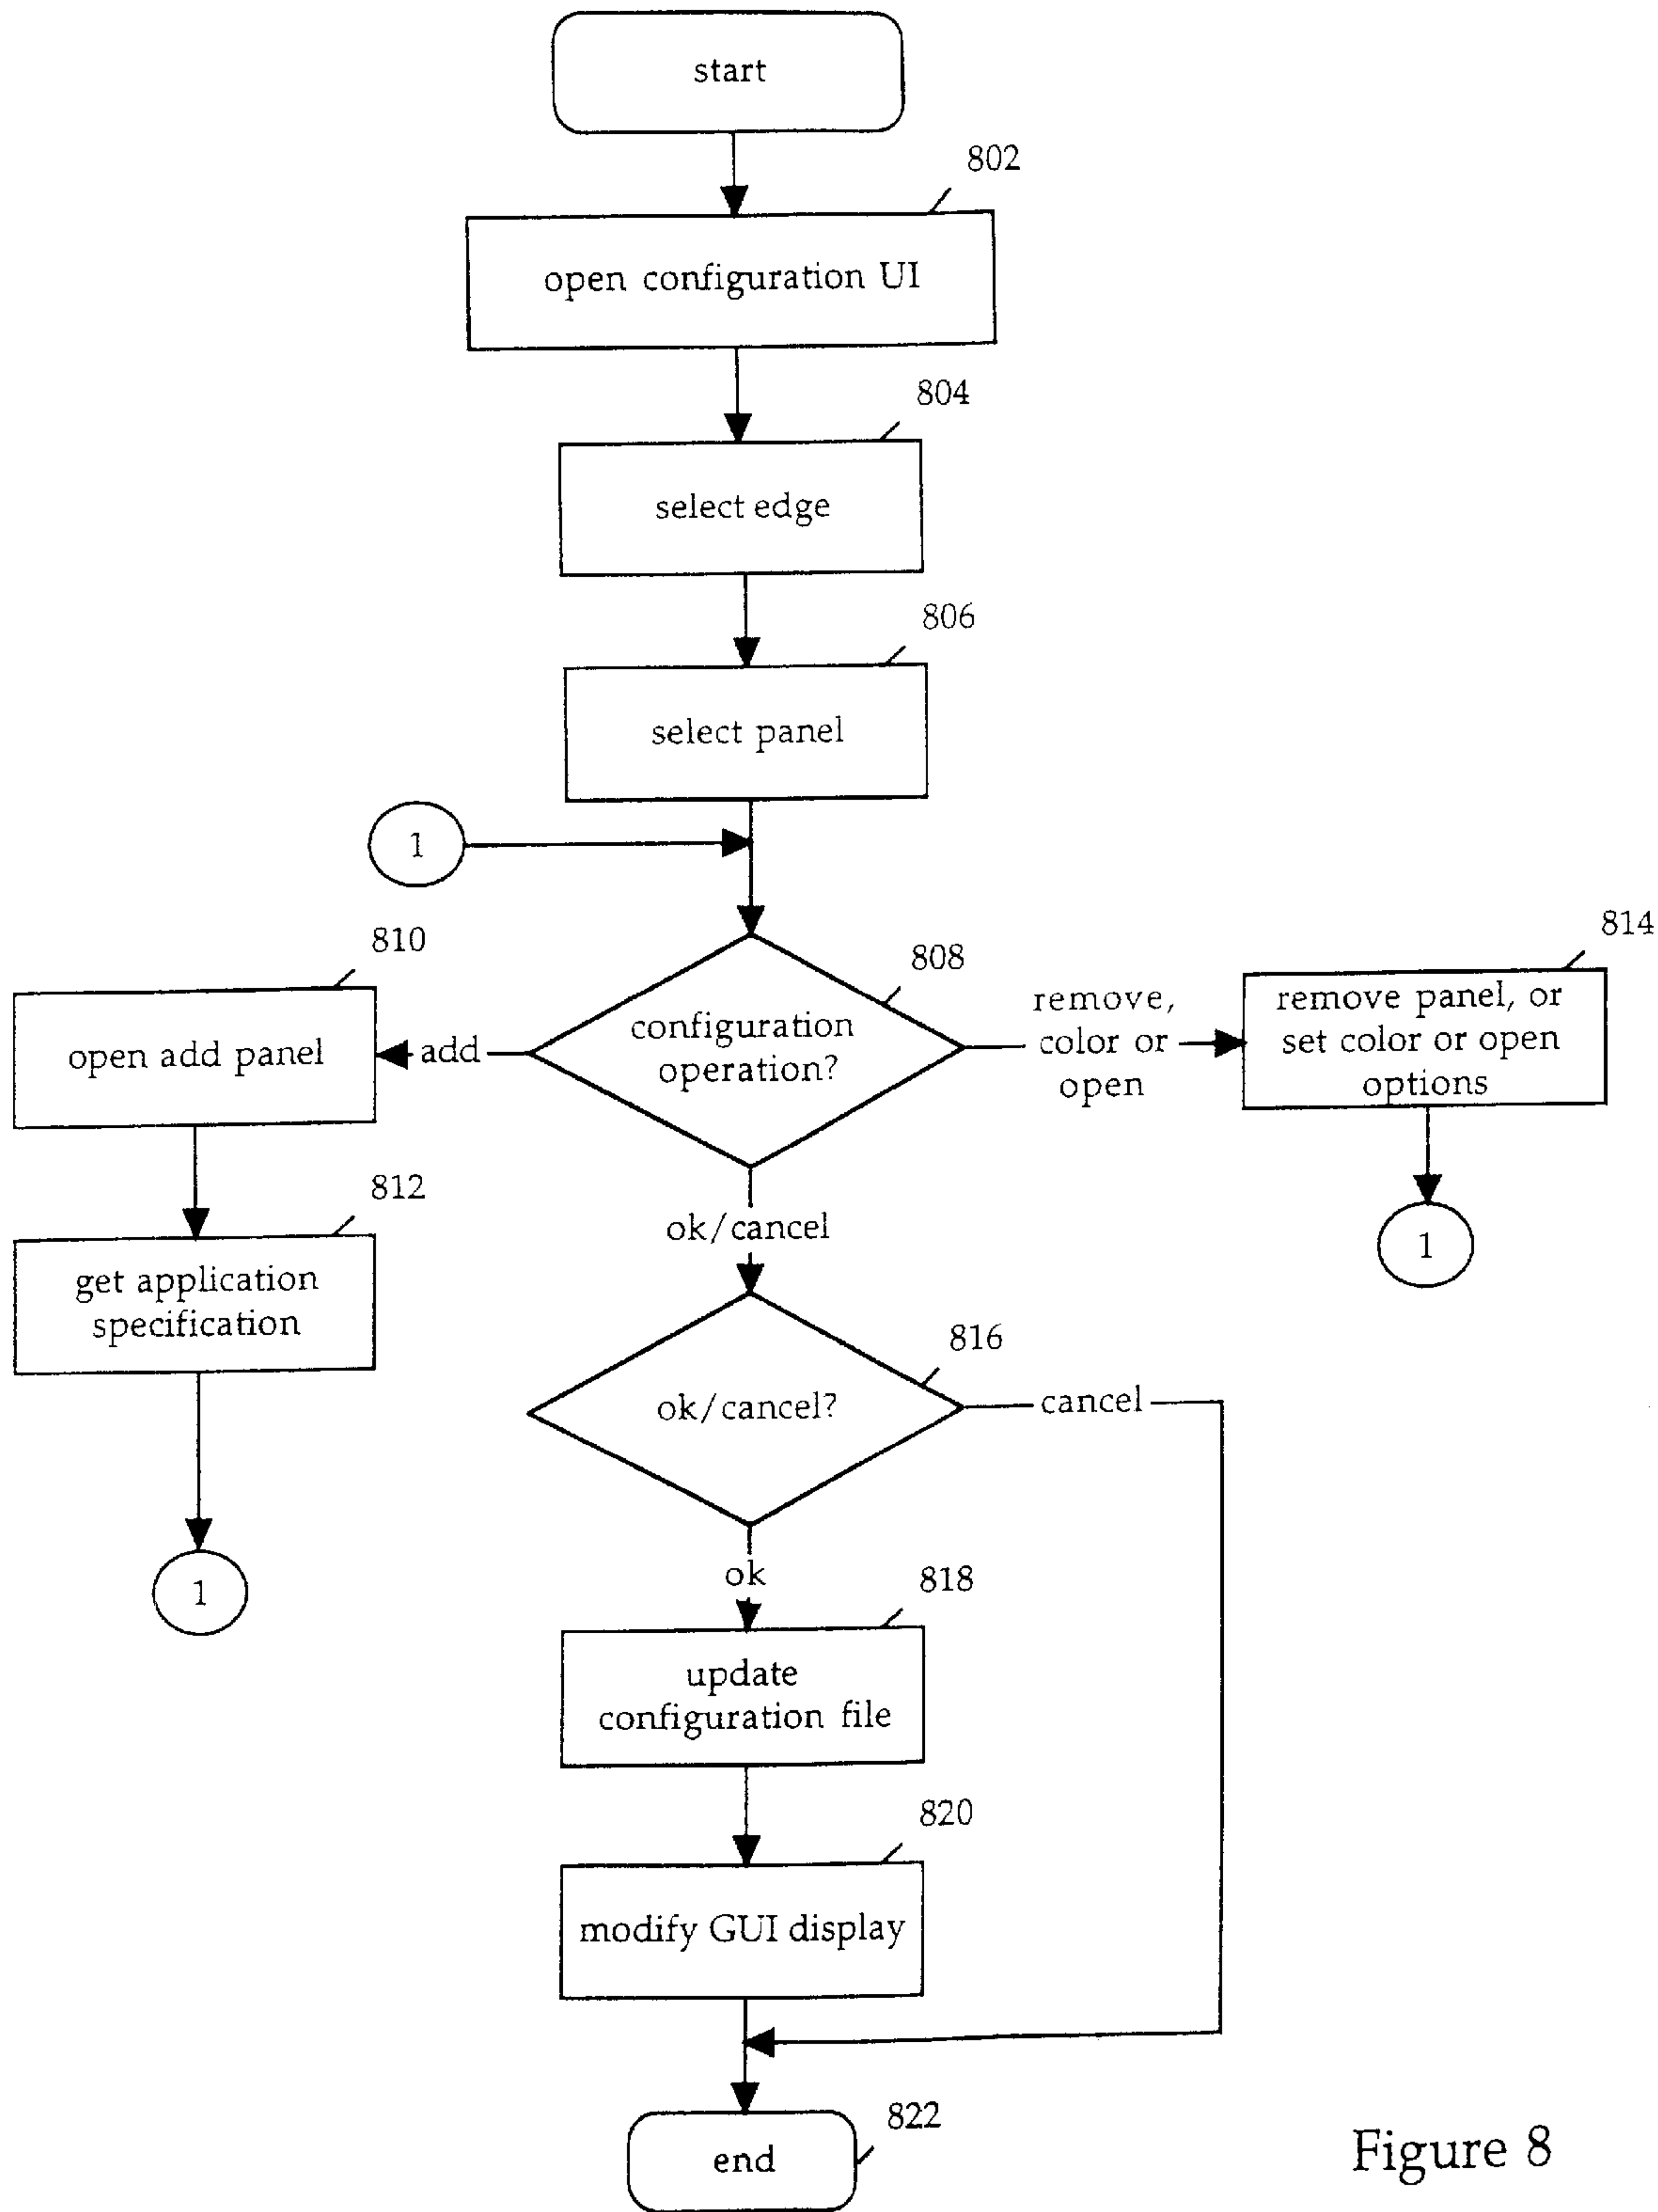 start
802
open configuration UI
804
select edge
806
select panel
1
810
808
814
open add panel
add
configuration
operation?
remove,
color or
open
remove panel, or
set color or open
options
812
get application
specification
ok/cancel
1
816
ok/cancel?
cancel
1
ok
818
update
configuration file
820
modify GUI display
822
end
Figure 8